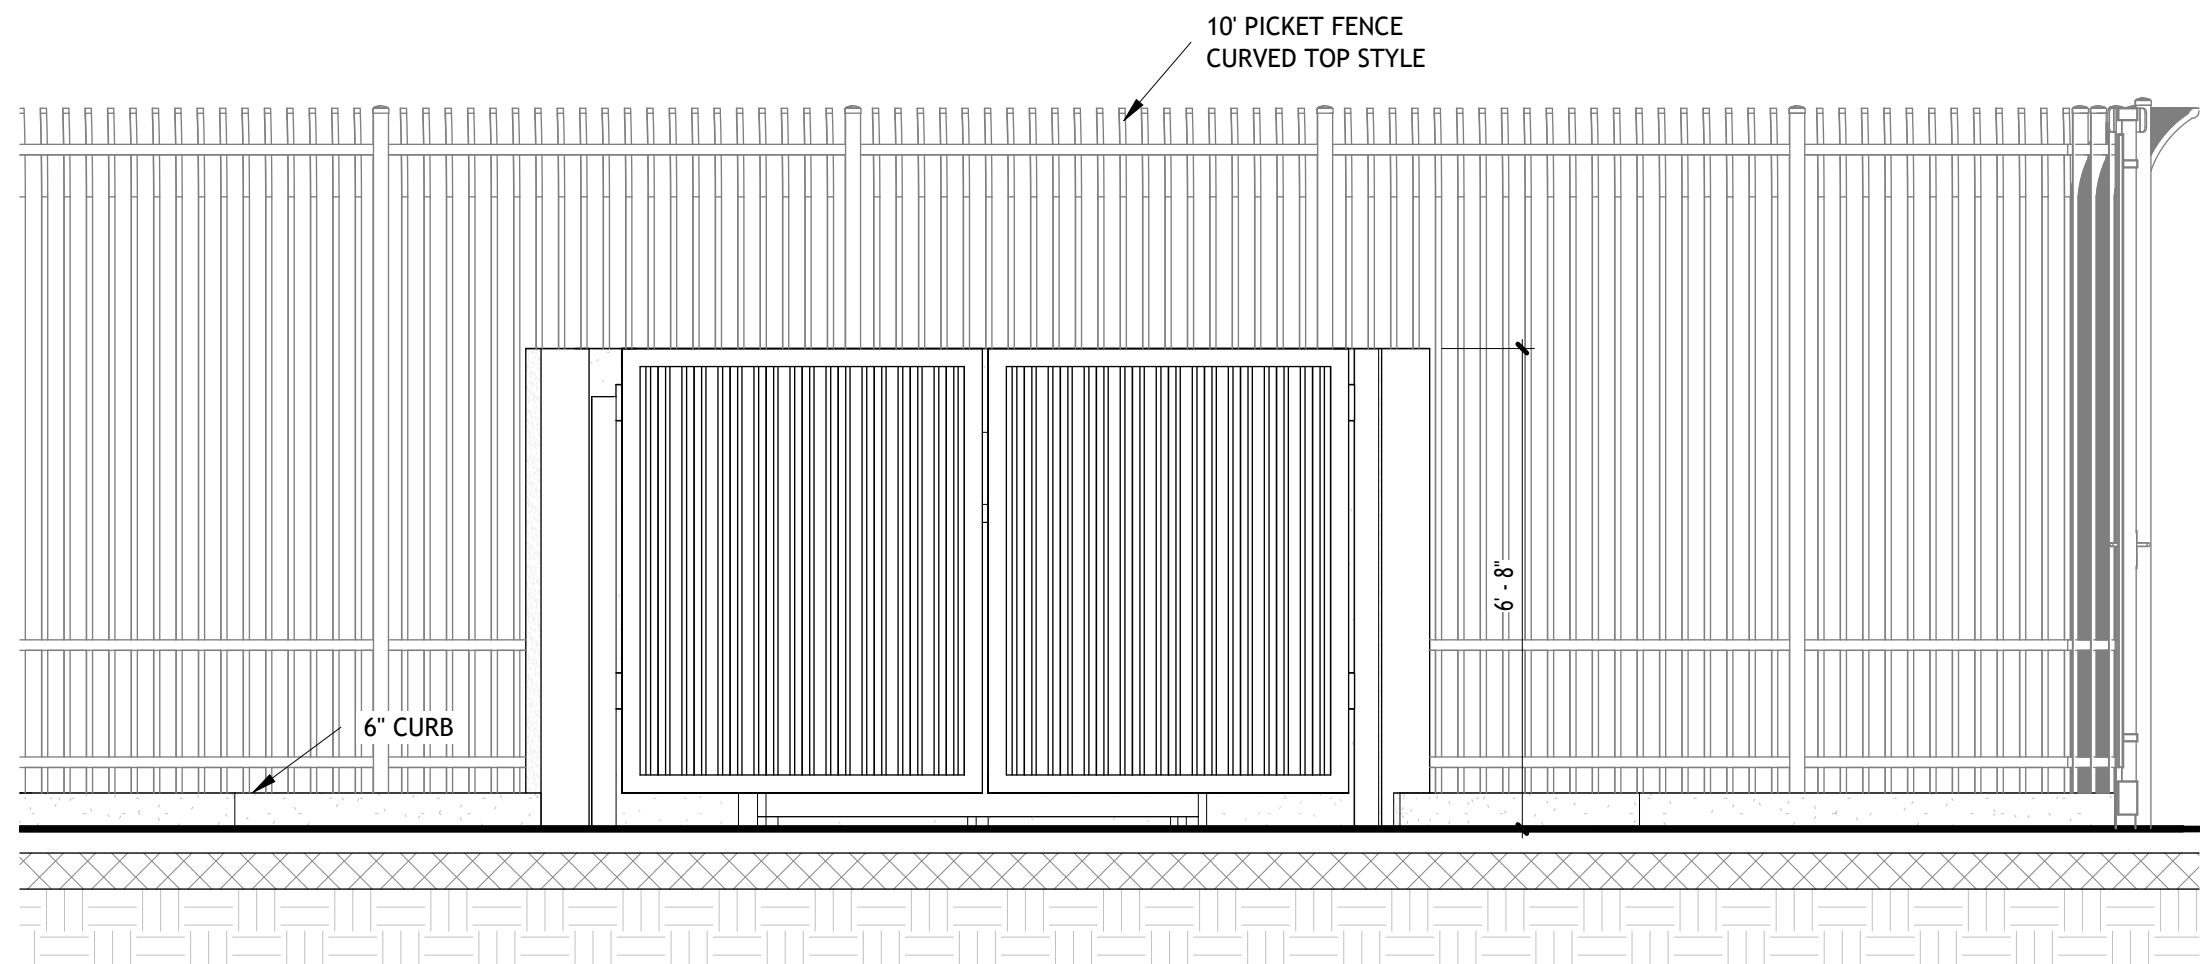 10' PICKET FENCE
CURVED TOP STYLE
6' - 8"
6" CURB